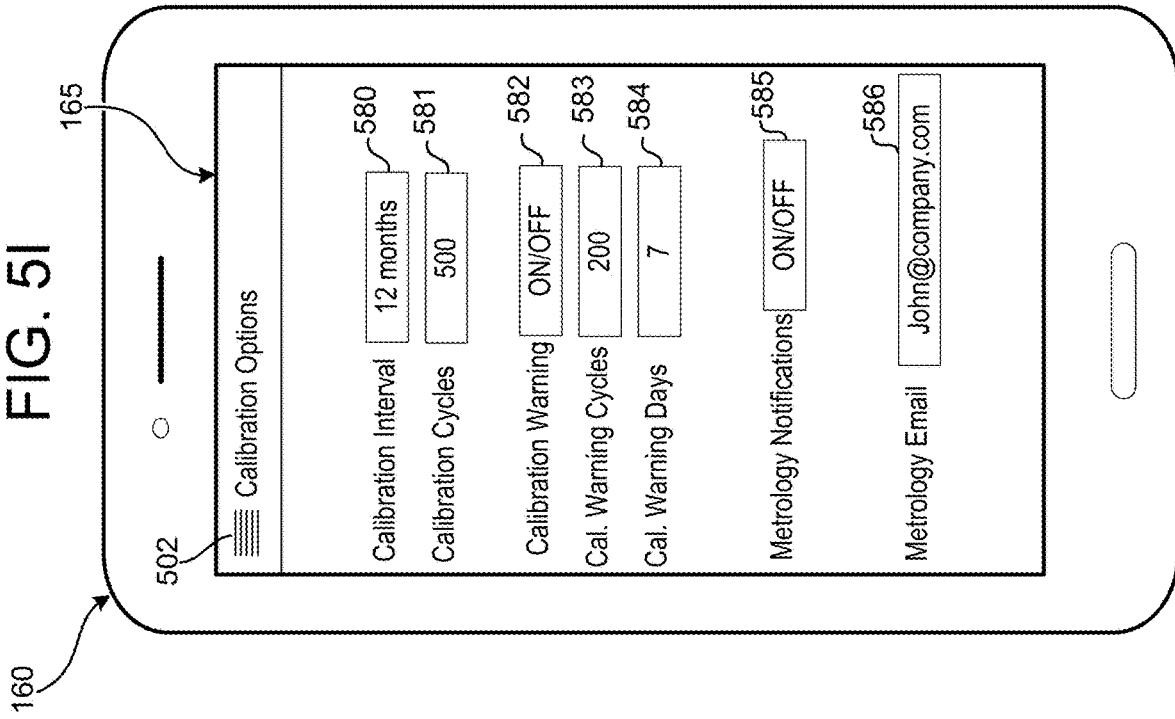 FIG. 5I
160
165
502
Calibration Options
Calibration Interval 12 months 580
Calibration Cycles 500 581
Calibration Warning ON/OFF 582
Cal. Warning Cycles 200 583
Cal. Warning Days 7 584
Metrology Notifications ON/OFF 585
Metrology Email John@company.com 586